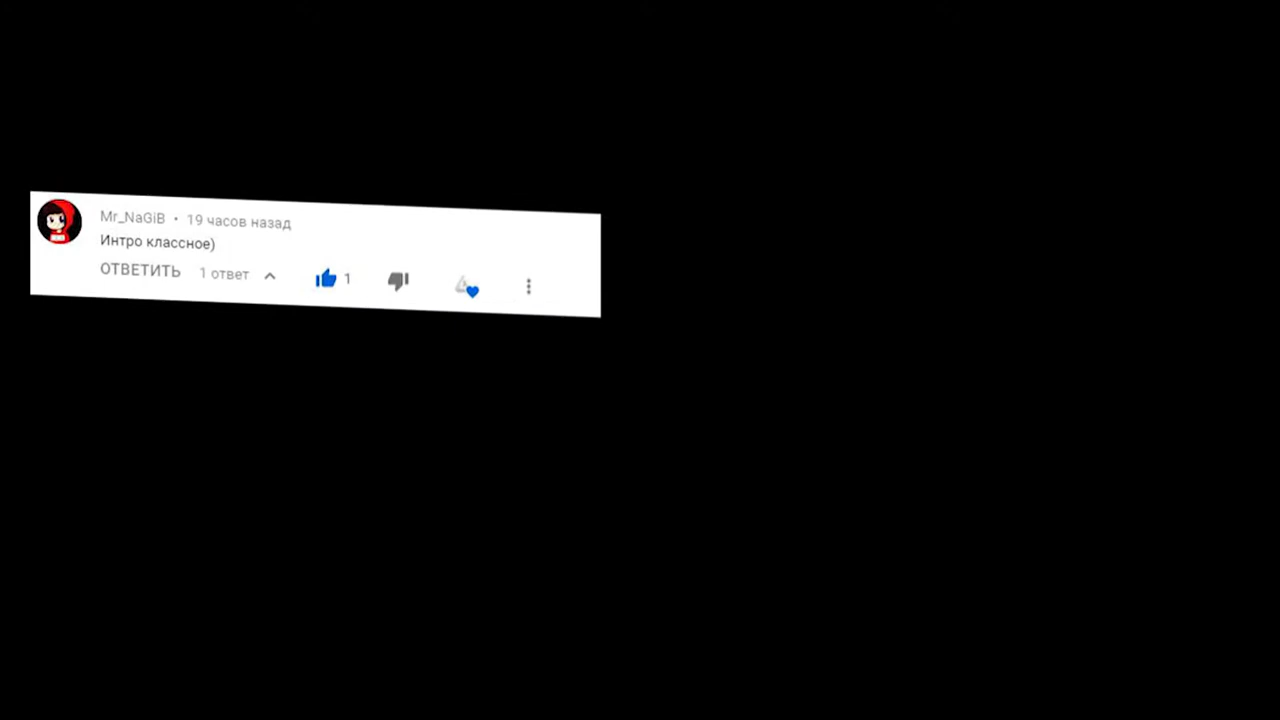 Mr_NaGiB • 19 часов назад
Интро классное)
ОТВЕТИТЬ 1 ответ 1